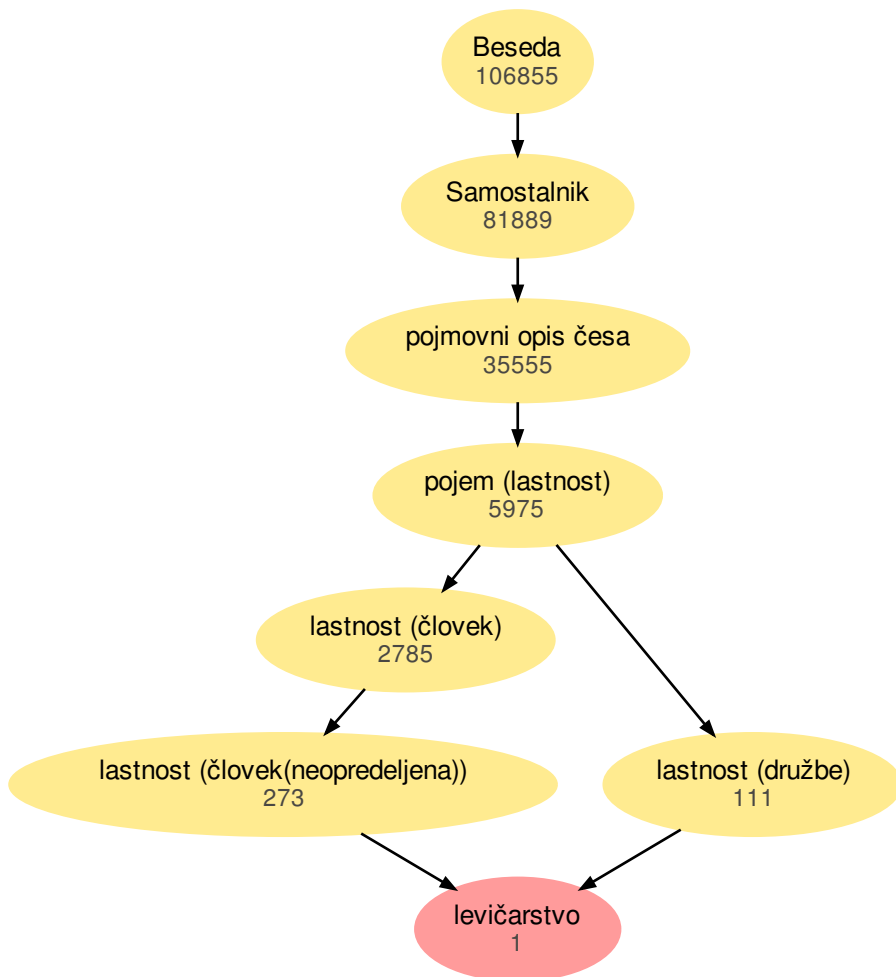 Beseda
106855
Samostalnik
81889
pojmovni opis česa
35555
pojem (lastnost)
5975
lastnost (človek)
2785
lastnost (človek(neopredeljena))
273
lastnost (družbe)
111
levičarstvo
1